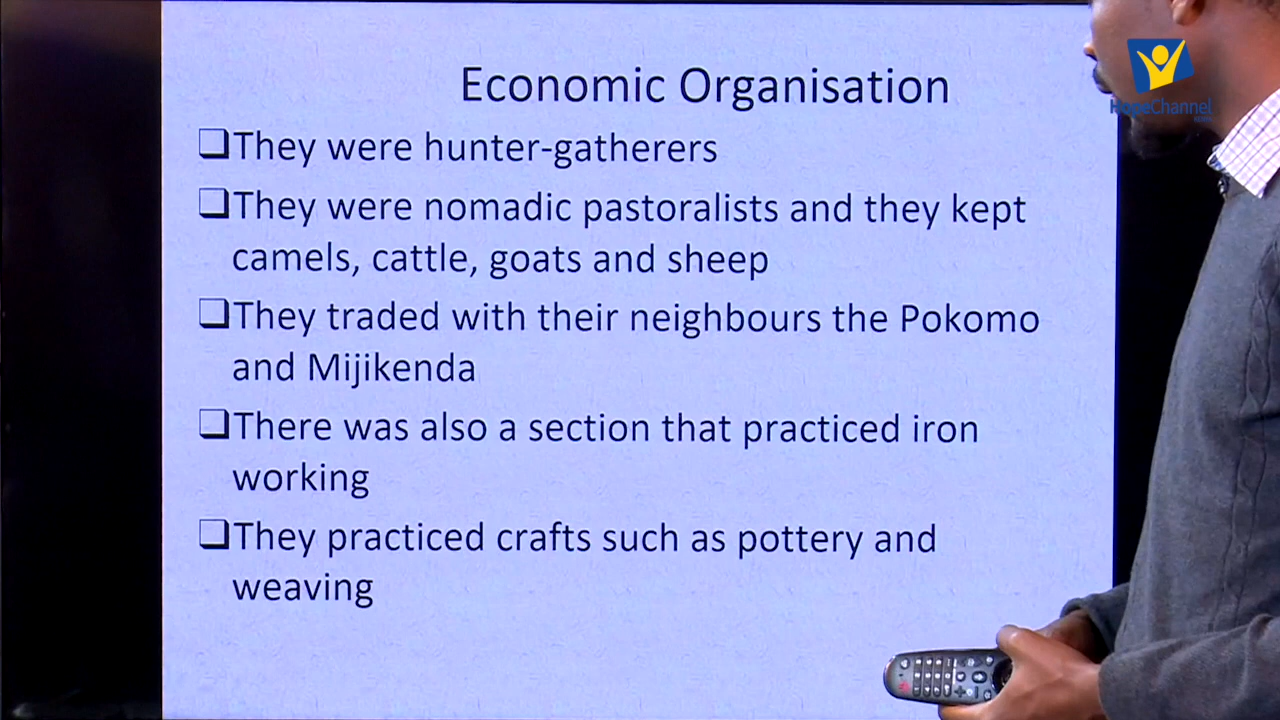 HopeChannel
Economic Organisation
❑They were hunter-gatherers
❑They were nomadic pastoralists and they kept
camels, cattle, goats and sheep
❑They traded with their neighbours the Pokomo
and Mijikenda
❑There was also a section that practiced iron
working
❑They practiced crafts such as pottery and
weaving